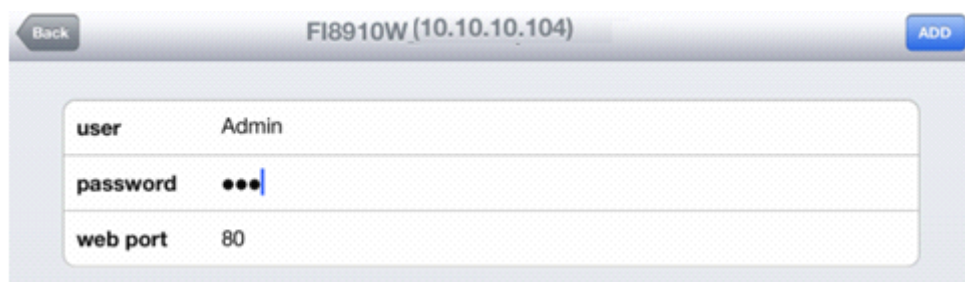 Back FI8910W (10.10.10.104) ADD
user Admin
password •••
web port 80